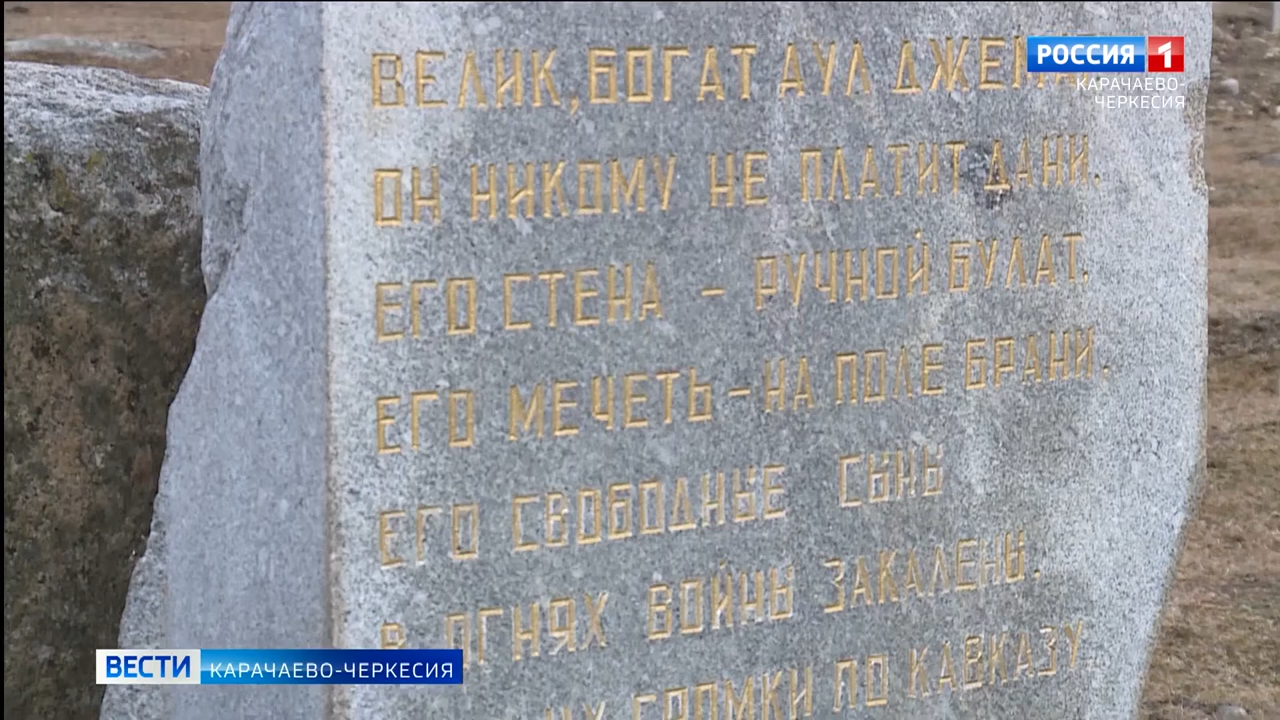 ВЕЛИК, БОГАТ АУЛ
ОН НИКОМУ НЕ ПЛАТИТ ДАНИ.
ЕГО СТЕНА - РУЧНОЙ БУЛАТ.
ЕГО МЕЧЕТЬ - НА ПОЛЕ БРАНИ.
ЕГО СВОБОДНЫЕ СЫНЫ
В ОГНЯХ ВОЙНЫ ЗАКАЛЕНЫ.
ГРОМКИ ПО КАВКАЗУ
РОССИЯ 1
КАРАЧАЕВО-
ЧЕРКЕСИЯ
ВЕСТИ КАРАЧАЕВО-ЧЕРКЕСИЯ